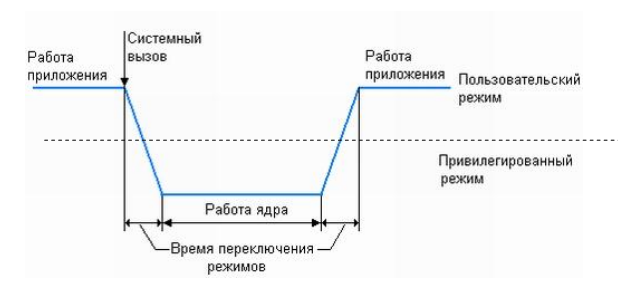 Системный
вызов
Работа
приложения
Работа
приложения
Пользовательский
режим
Привилегированный
режим
Работа ядра
Время переключения
режимов